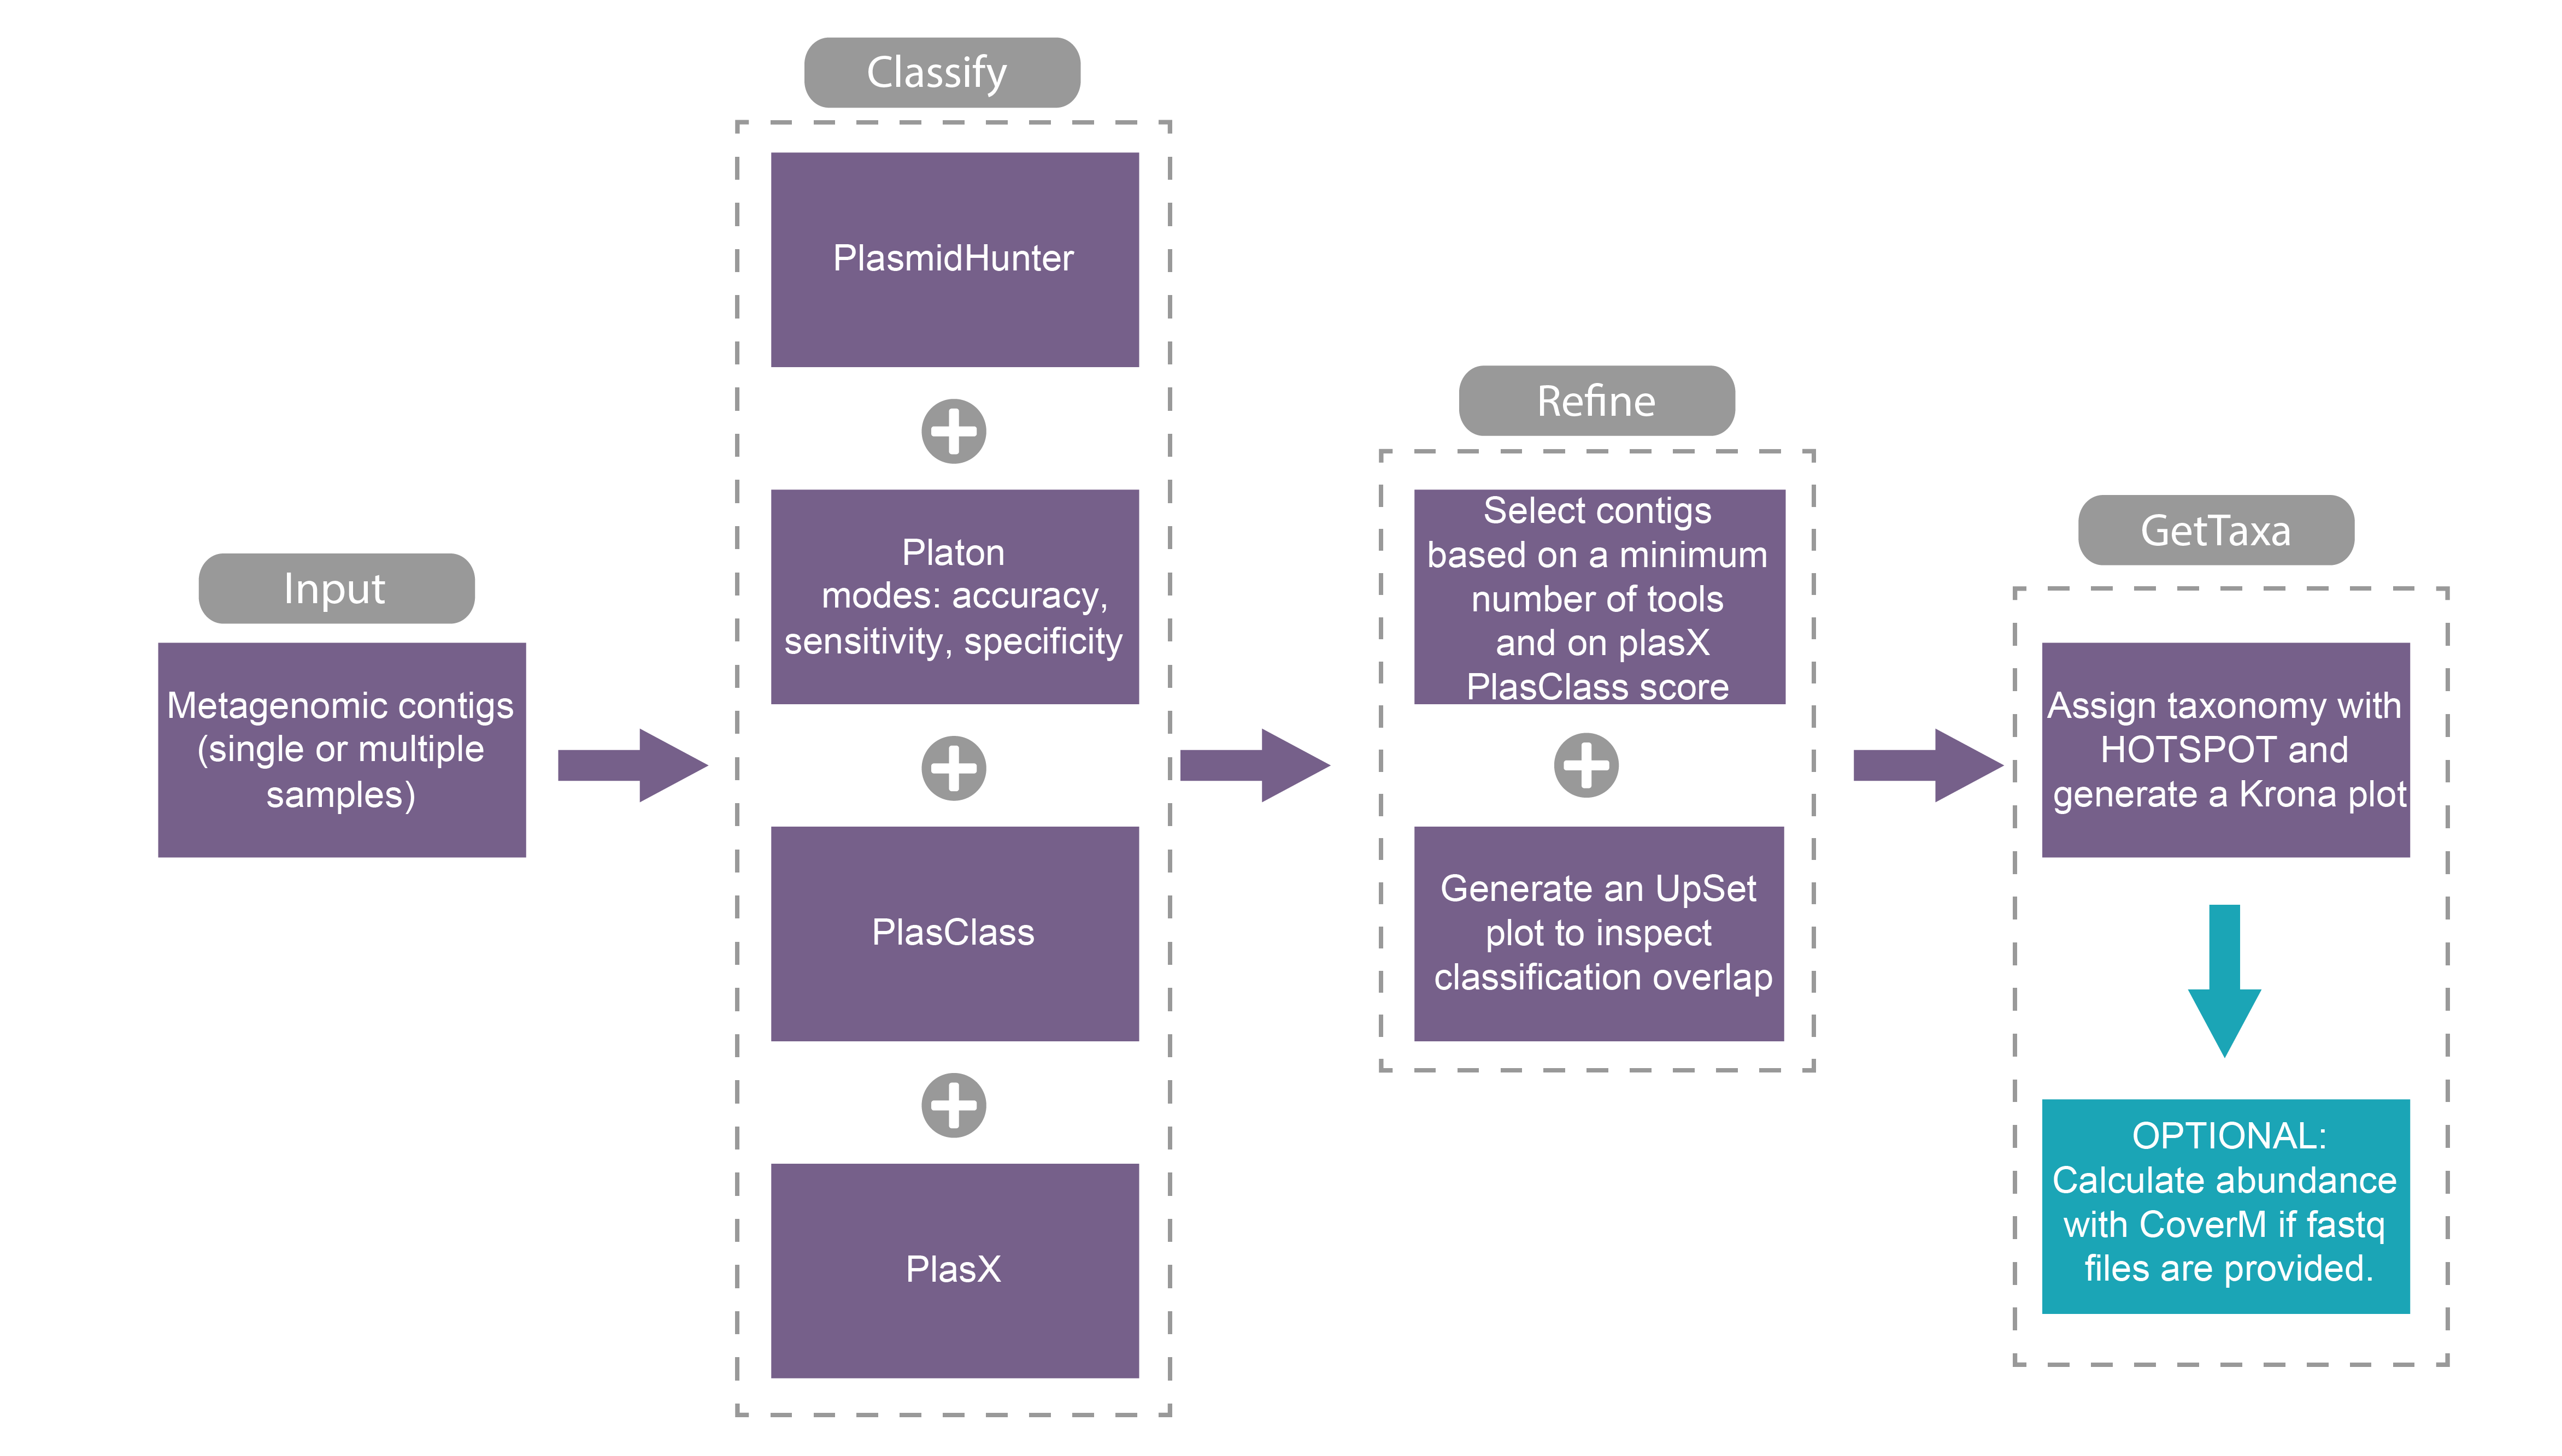 Input
Metagenomic contigs
(single or multiple
samples)
Classify
PlasmidHunter
Platon
modes: accuracy,
sensitivity, specificity
PlasClass
PlasX
Refine
Select contigs
based on a minimum
number of tools
and on plasX
PlasClass score
Generate an UpSet
plot to inspect
classification overlap
GetTaxa
Assign taxonomy with
HOTSPOT and
generate a Krona plot
OPTIONAL:
Calculate abundance
with CoverM if fastq
files are provided.